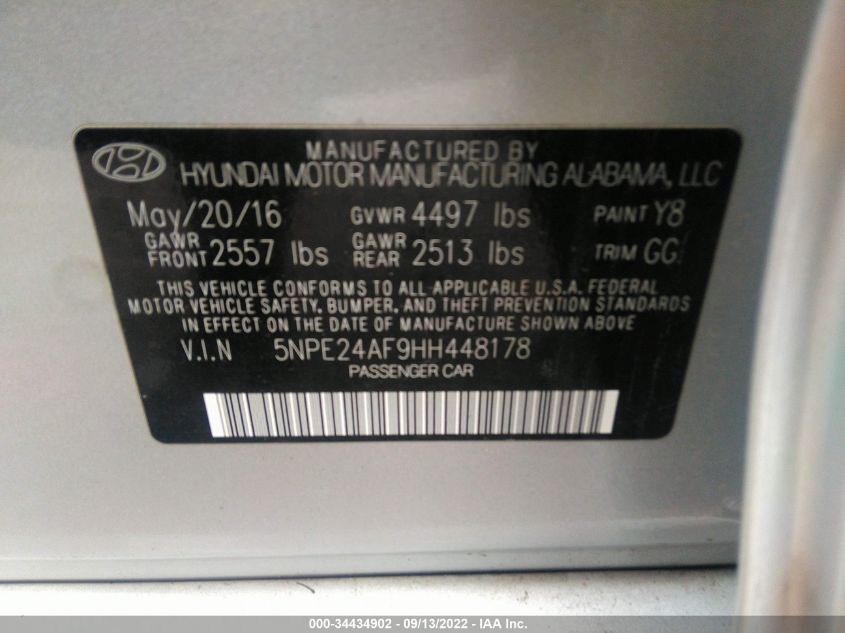 MANUFACTURED BY
HYUNDAI MOTOR MANUFACTURING ALABAMA, LLC
May/20/16 GVWR 4497 lbs PAINT Y8
GAWR FRONT 2557 lbs GAWR REAR 2513 lbs TRIM GG
THIS VEHICLE CONFORMS TO ALL APPLICABLE U.S.A. FEDERAL
MOTOR VEHICLE SAFETY, BUMPER, AND THEFT PREVENTION STANDARDS
IN EFFECT ON THE DATE OF MANUFACTURE SHOWN ABOVE
V.I.N 5NPE24AF9HH448178
PASSENGER CAR
000-34434902 - 09/13/2022 - IAA Inc.